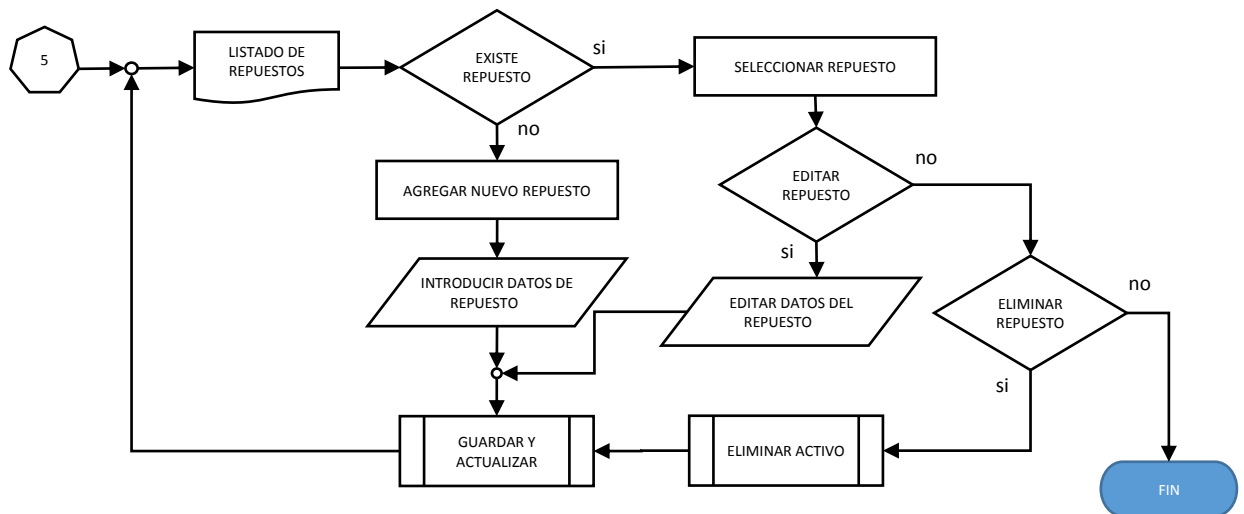 5
LISTADO DE
REPUESTOS
EXISTE
REPUESTO
si
SELECCIONAR REPUESTO
no
AGREGAR NUEVO REPUESTO
EDITAR
REPUESTO
no
si
INTRODUCIR DATOS DE
REPUESTO
EDITAR DATOS DEL
REPUESTO
ELIMINAR
REPUESTO
no
si
GUARDAR Y
ACTUALIZAR
ELIMINAR ACTIVO
FIN